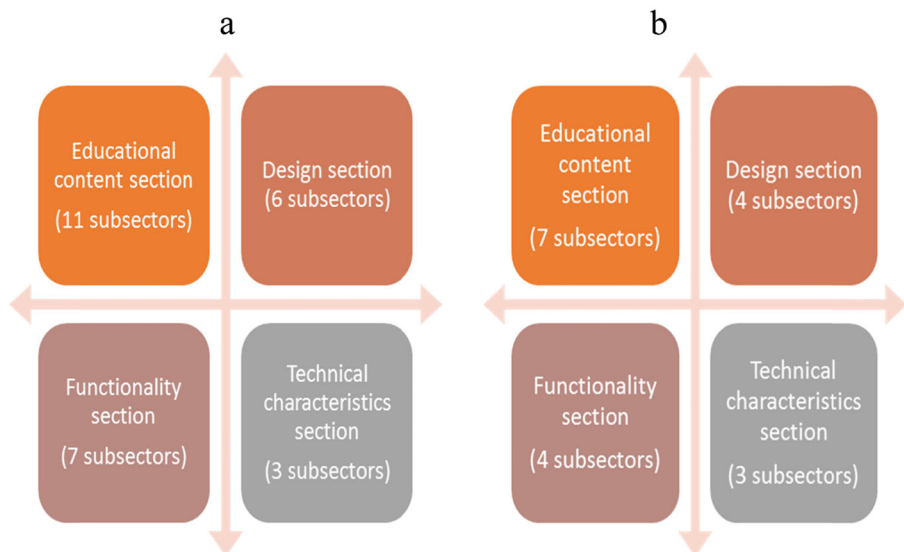 a
Educational
content section
(11 subsectors)
Design section
(6 subsectors)
Functionality
section
(7 subsectors)
Technical
characteristics
section
(3 subsectors)
b
Educational
content
section
(7 subsectors)
Design section
(4 subsectors)
Functionality
section
(4 subsectors)
Technical
characteristics
section
(3 subsectors)